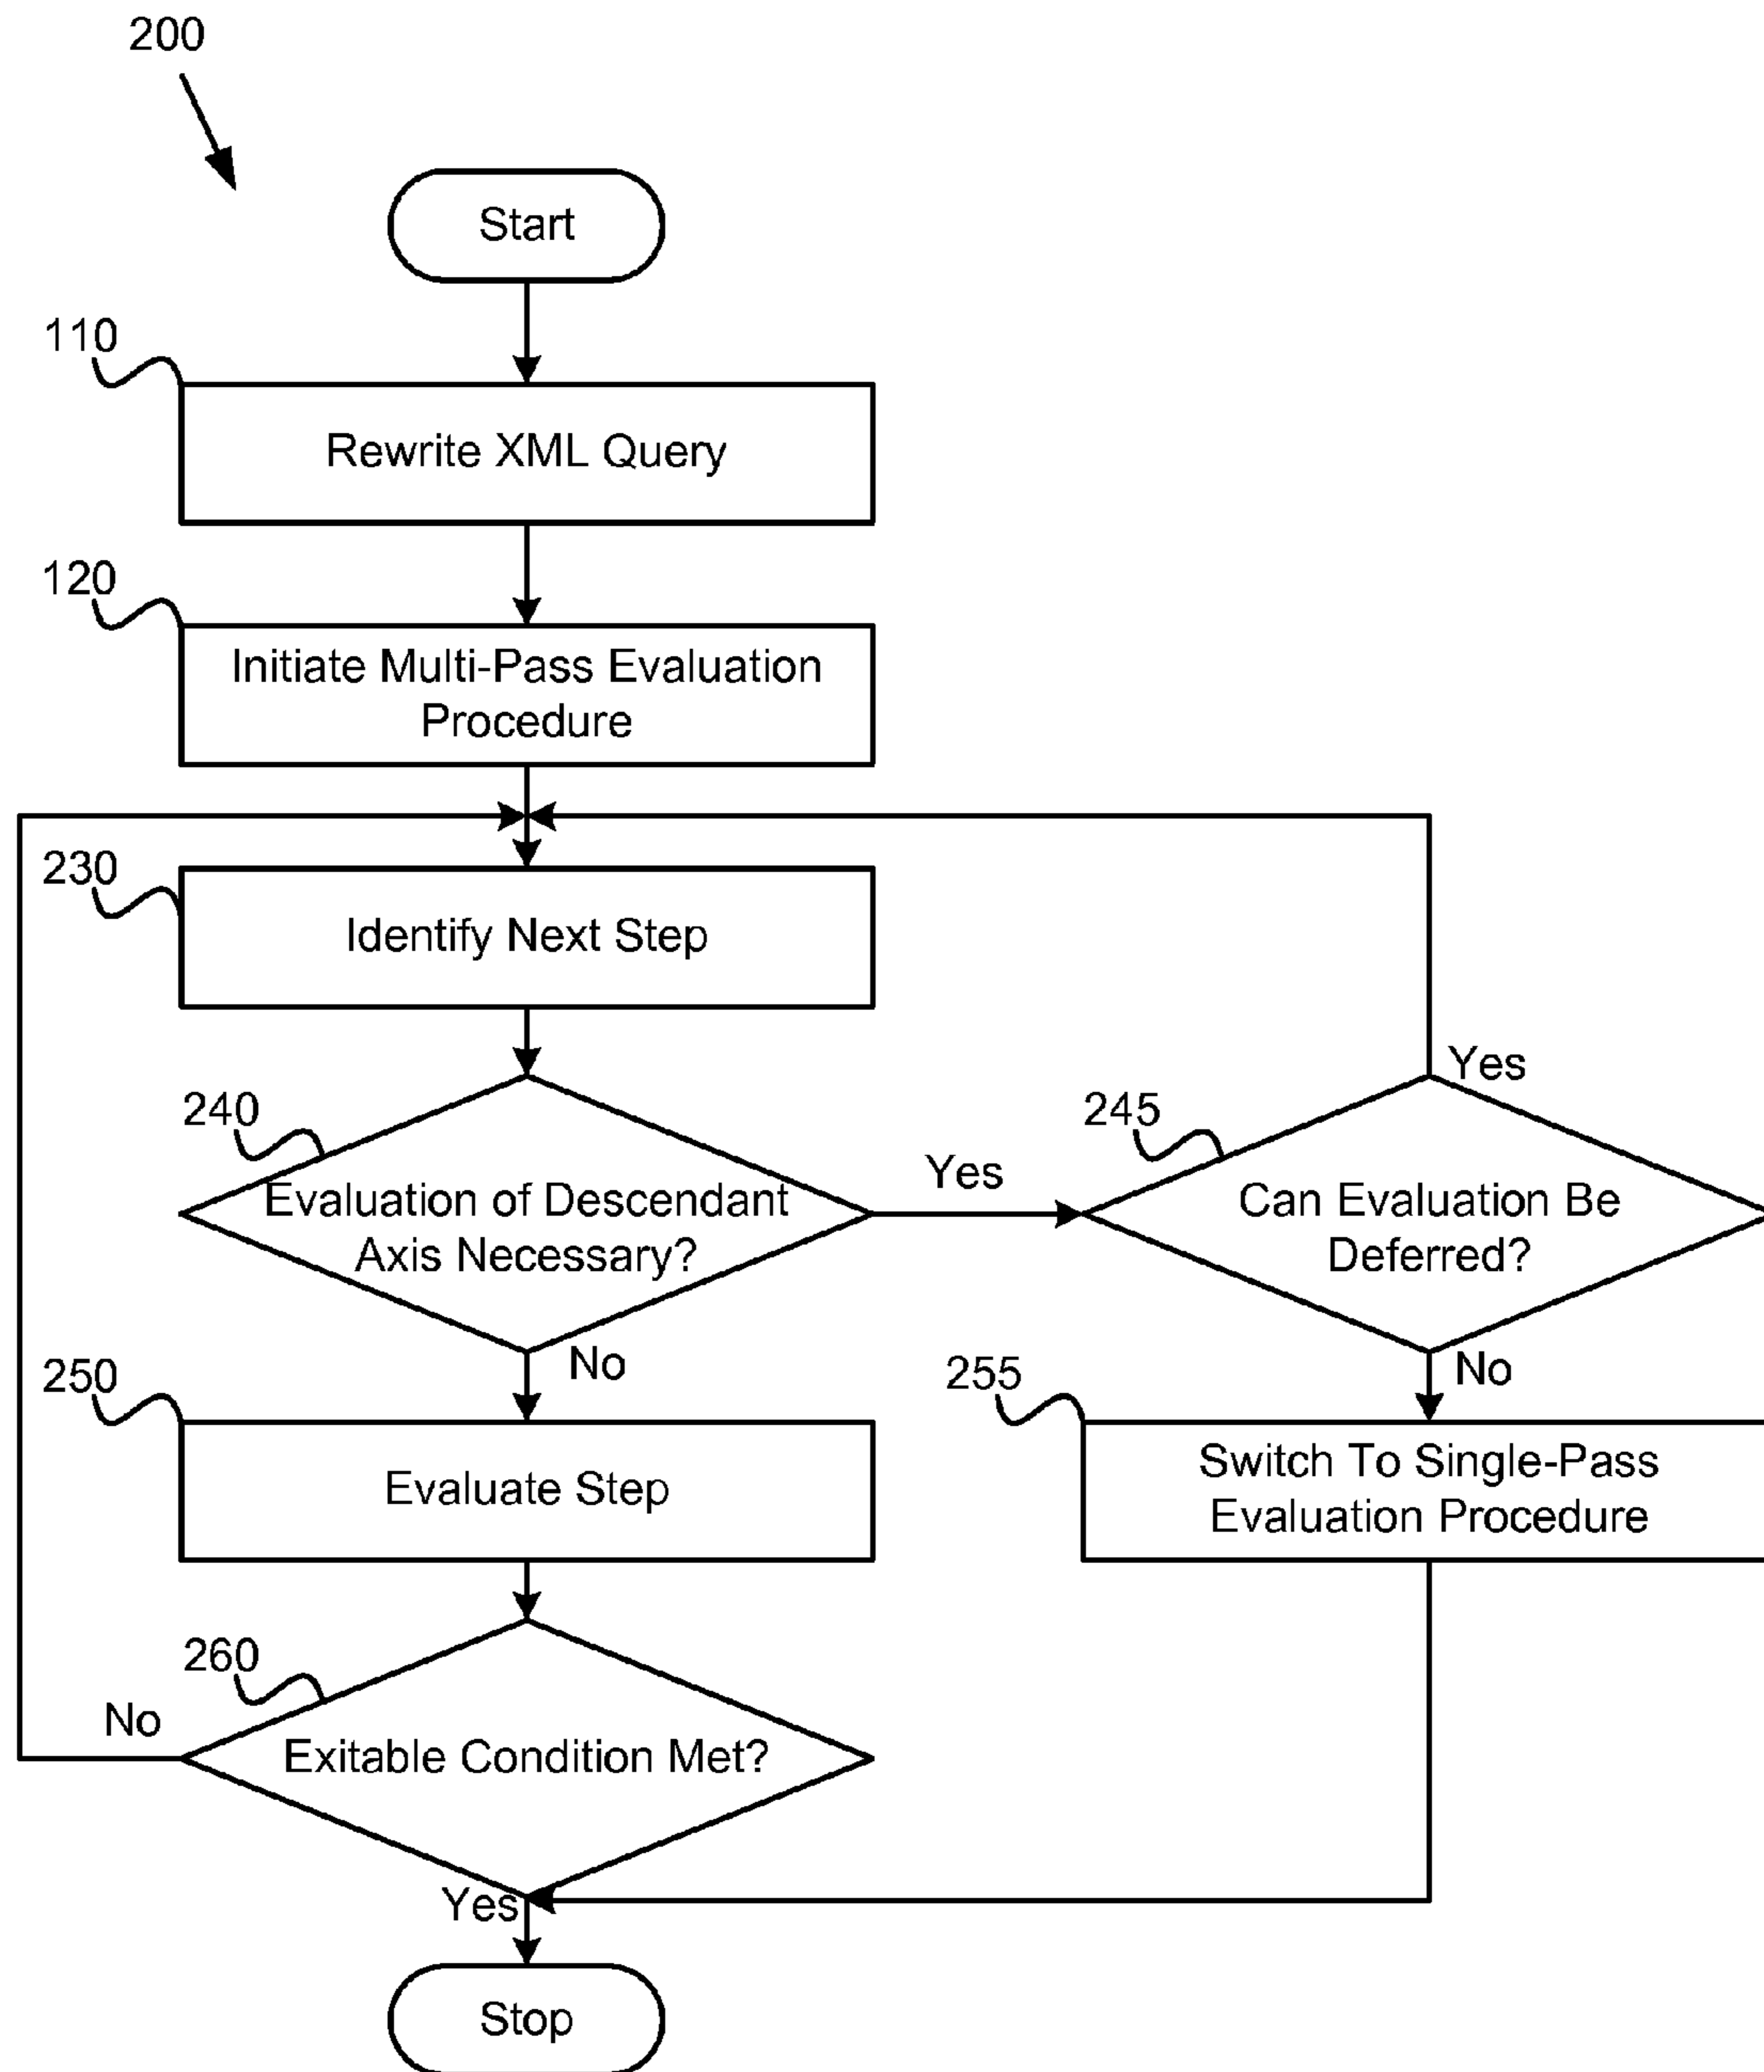 200
Start
110
Rewrite XML Query
120
Initiate Multi-Pass Evaluation
Procedure
230
Identify Next Step
Yes
240
245
Yes
Evaluation of Descendant
Axis Necessary?
Can Evaluation Be
Deferred?
No
No
250
255
Evaluate Step
Switch To Single-Pass
Evaluation Procedure
260
No
Exitable Condition Met?
Yes
Stop